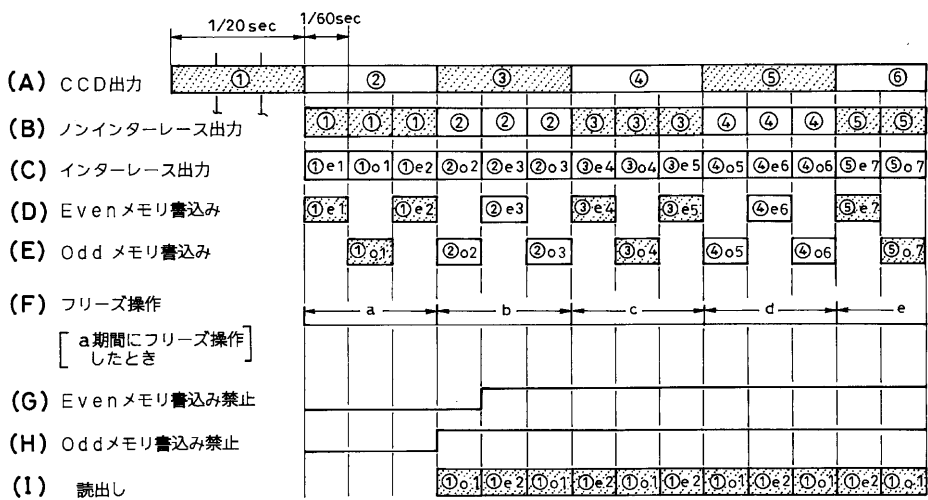 1/20sec 1/60sec
(A) CCD出力 ① ② ③ ④ ⑤ ⑥
(B) ノンインターレース出力 ① ① ① ② ② ② ③ ③ ③ ④ ④ ④ ⑤ ⑤
(C) インターレース出力 ①e1 ①o1 ①e2 ②o2 ②e3 ②o3 ③e4 ③o4 ③e5 ④o5 ④e6 ④o6 ⑤e7 ⑤o7
(D) Evenメモリ書込み ①e1 ①e2 ②e3 ③e4 ③e5 ④e6 ⑤e7
(E) Oddメモリ書込み ①o1 ②o2 ②o3 ③o4 ④o5 ④o6 ⑤o7
(F) フリーズ操作 a b c d e
[a期間にフリーズ操作
したとき]
(G) Evenメモリ書込み禁止
(H) Oddメモリ書込み禁止
(I) 読出し ①o1 ①e2 ①o1 ①e2 ①o1 ①e2 ①o1 ①e2 ①o1 ①e2 ①o1